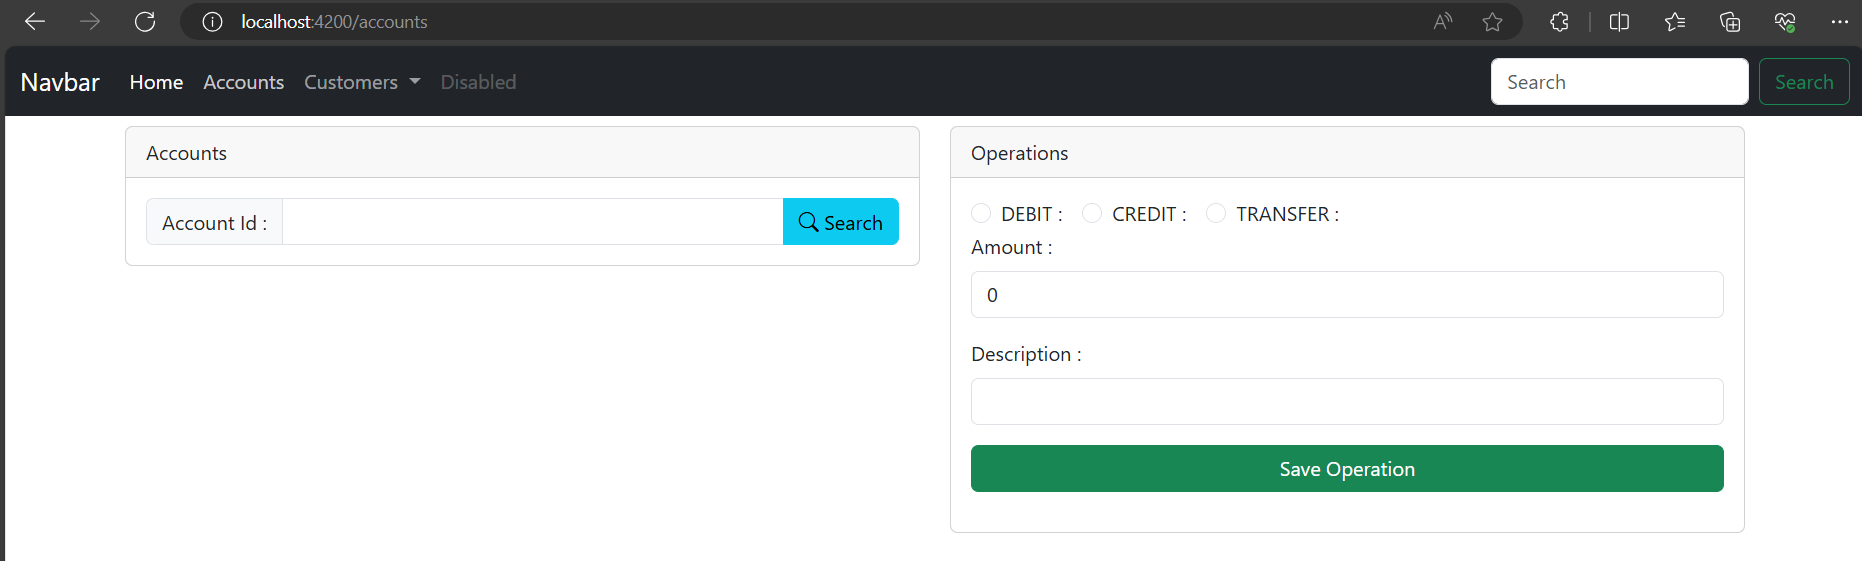 localhost:4200/accounts
Navbar Home Accounts Customers Disabled Search Search
Accounts
Account Id : Search
Operations
DEBIT : CREDIT : TRANSFER :
Amount :
0
Description :
Save Operation